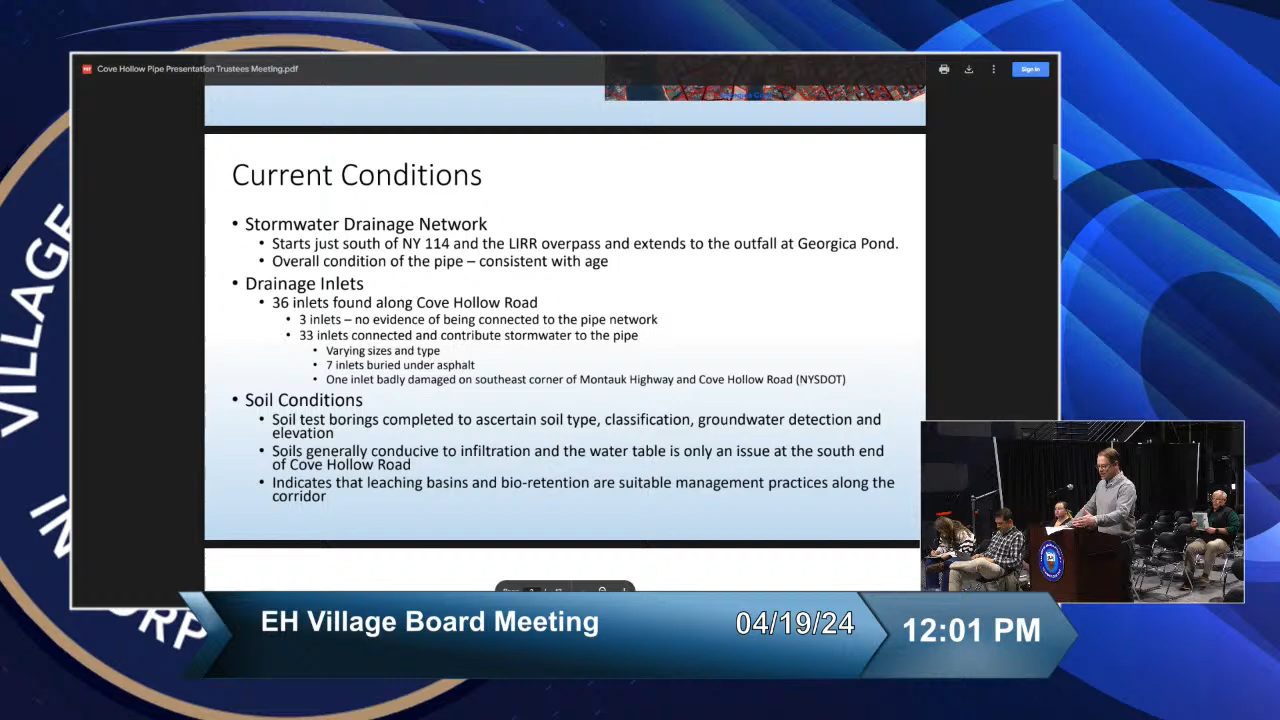 Cove Hollow Pipe Presentation Trustees Meeting.pdf
Sign in
Current Conditions
• Stormwater Drainage Network
• Starts just south of NY 114 and the LIRR overpass and extends to the outfall at Georgica Pond.
• Overall condition of the pipe – consistent with age
• Drainage Inlets
• 36 inlets found along Cove Hollow Road
• 3 inlets – no evidence of being connected to the pipe network
• 33 inlets connected and contribute stormwater to the pipe
• Varying sizes and type
• 7 inlets buried under asphalt
• One inlet badly damaged on southeast corner of Montauk Highway and Cove Hollow Road (NYSDOT)
• Soil Conditions
• Soil test borings completed to ascertain soil type, classification, groundwater detection and
elevation
• Soils generally conducive to infiltration and the water table is only an issue at the south end
of Cove Hollow Road
• Indicates that leaching basins and bio-retention are suitable management practices along the
corridor
VILLAGE
EH Village Board Meeting
04/19/24
12:01 PM